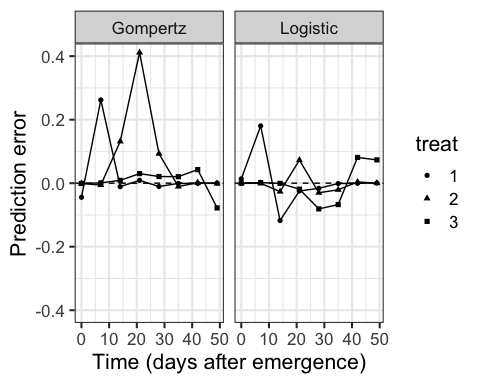 Gompertz Logistic
0.4
0.2
0.0
-0.2
-0.4
Prediction error
0 10 20 30 40 50 0 10 20 30 40 50
Time (days after emergence)
treat
1
2
3